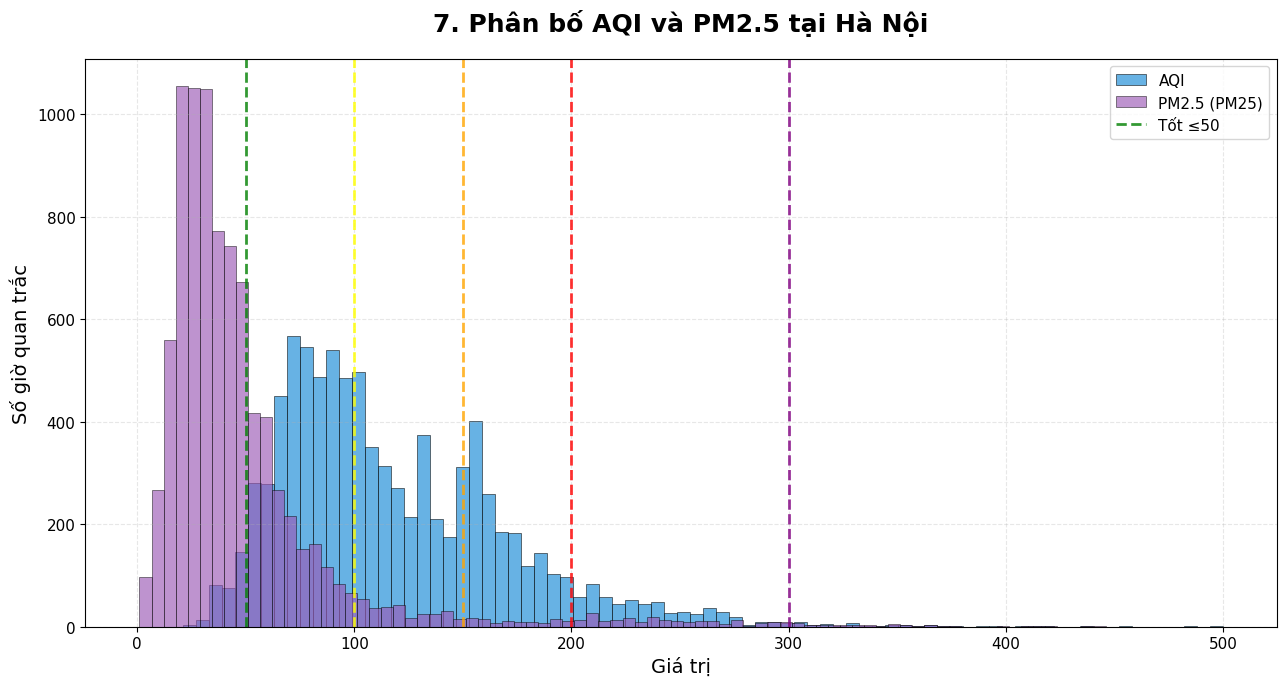 7. Phân bố AQI và PM2.5 tại Hà Nội
AQI
PM2.5 (PM25)
Tốt ≤50
Số giờ quan trắc
1000
800
600
400
200
0
0
100
200
300
400
500
Giá trị